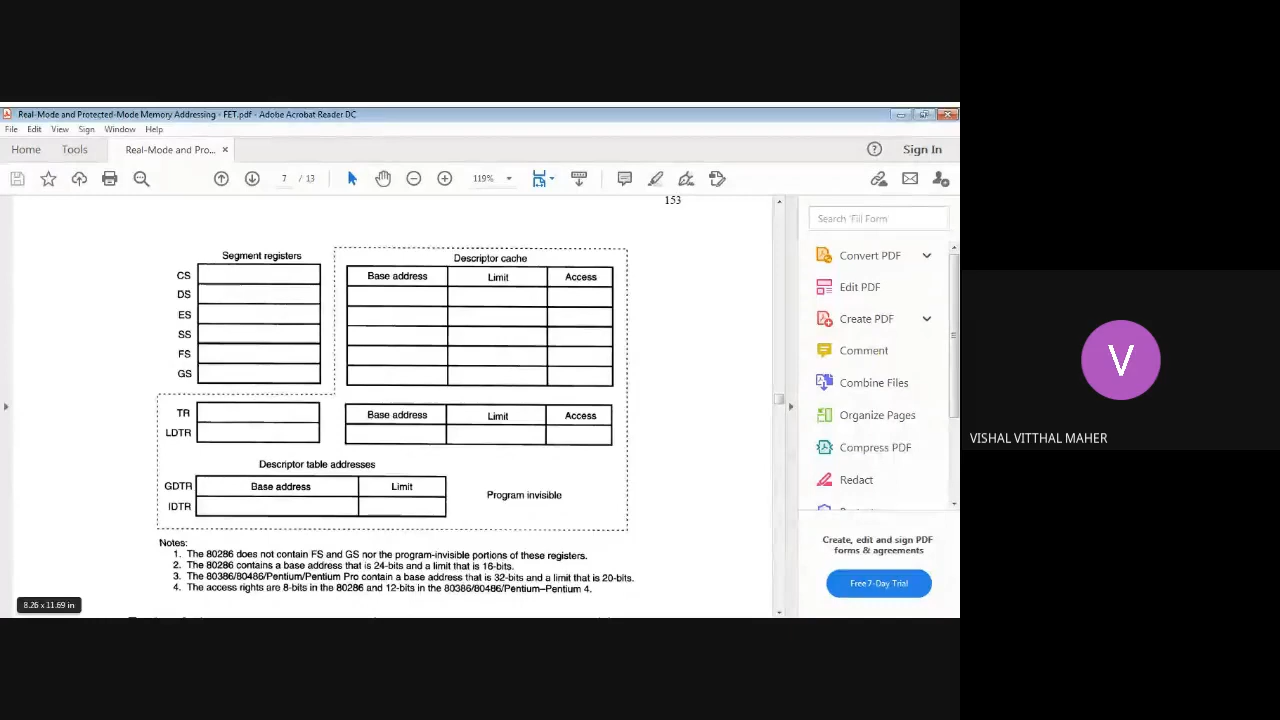 Real-Mode and Protected-Mode Memory Addressing - FET.pdf - Adobe Acrobat Reader DC
File Edit View Sign Window Help
Home Tools Real-Mode and Pro... × Sign In
7 / 13 119%
153
Search 'Fill Form'
Segment registers
Descriptor cache
CS
Base address Limit Access
DS
ES
SS
FS
GS
TR
Base address Limit Access
LDTR
Descriptor table addresses
GDTR Base address Limit
Program invisible
IDTR
Notes:
1. The 80286 does not contain FS and GS nor the program-invisible portions of these registers.
2. The 80286 contains a base address that is 24-bits and a limit that is 16-bits.
3. The 80386/80486/Pentium/Pentium Pro contain a base address that is 32-bits and a limit that is 20-bits.
4. The access rights are 8-bits in the 80286 and 12-bits in the 80386/80486/Pentium–Pentium 4.
8.26 x 11.69 in
Convert PDF
Edit PDF
Create PDF
Comment
Combine Files
Organize Pages
Compress PDF
Redact
Create, edit and sign PDF
forms & agreements
Free 7-Day Trial
V
VISHAL VITTHAL MAHER